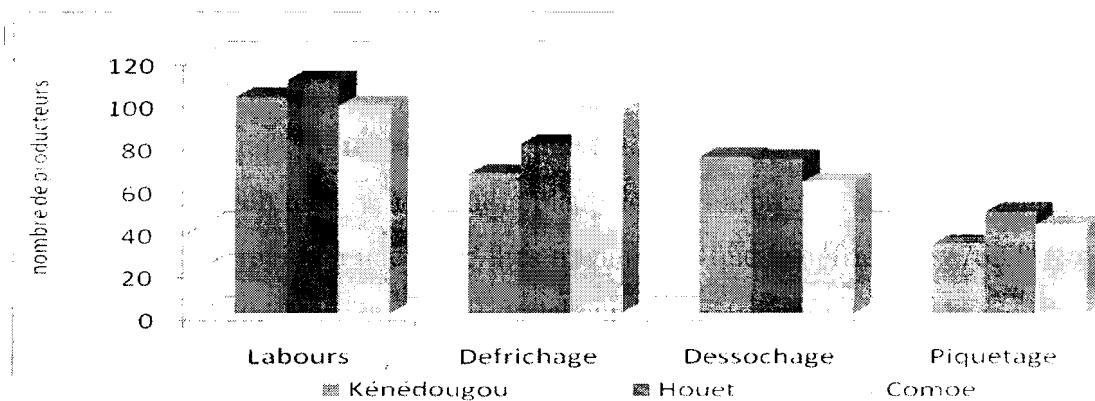 nombre de producteurs
120
100
80
60
40
20
0
Labours Defrichage Dessochage Piquetage
Kénédougou Houet Comoe